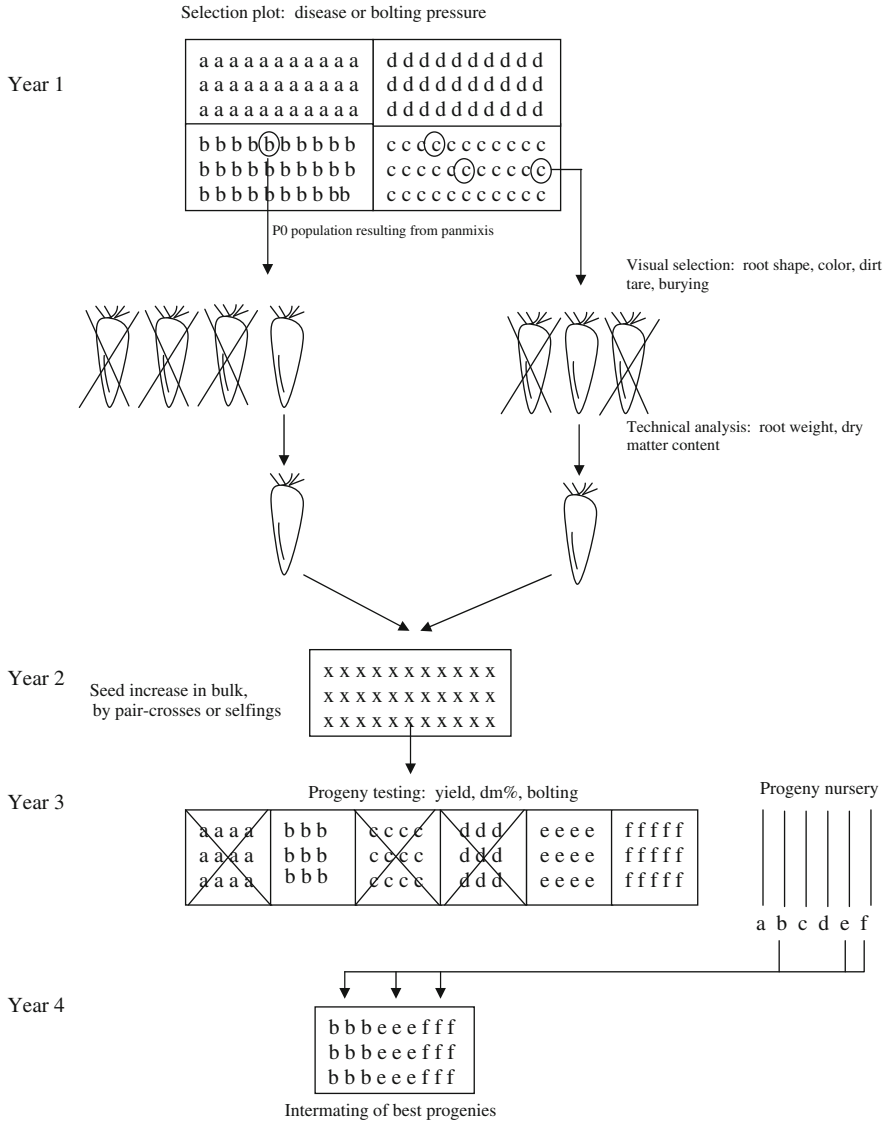 Selection plot: disease or bolting pressure
Year 1
a a a a a a a a a a a
a a a a a a a a a a a
a a a a a a a a a a a
d d d d d d d d d d
d d d d d d d d d d
d d d d d d d d d d
b b b b b b b b b b
b b b b b b b b b b
b b b b b b b b bb
c c c c c c c c c c c
c c c c c c c c c c c
c c c c c c c c c c c
P0 population resulting from panmixis
Visual selection: root shape, color, dirt
tare, burying
Technical analysis: root weight, dry
matter content
Year 2
Seed increase in bulk,
by pair-crosses or selfings
x x x x x x x x x x x
x x x x x x x x x x x
x x x x x x x x x x x
Year 3
Progeny testing: yield, dm%, bolting
Progeny nursery
a a a a
a a a a
a a a a
b b b
b b b
b b b
c c c c
c c c c
c c c c
d d d
d d d
d d d
e e e e
e e e e
e e e e
f f f f f
f f f f f
f f f f f
a b c d e f
Year 4
b b b e e e f f f
b b b e e e f f f
b b b e e e f f f
Intermating of best progenies